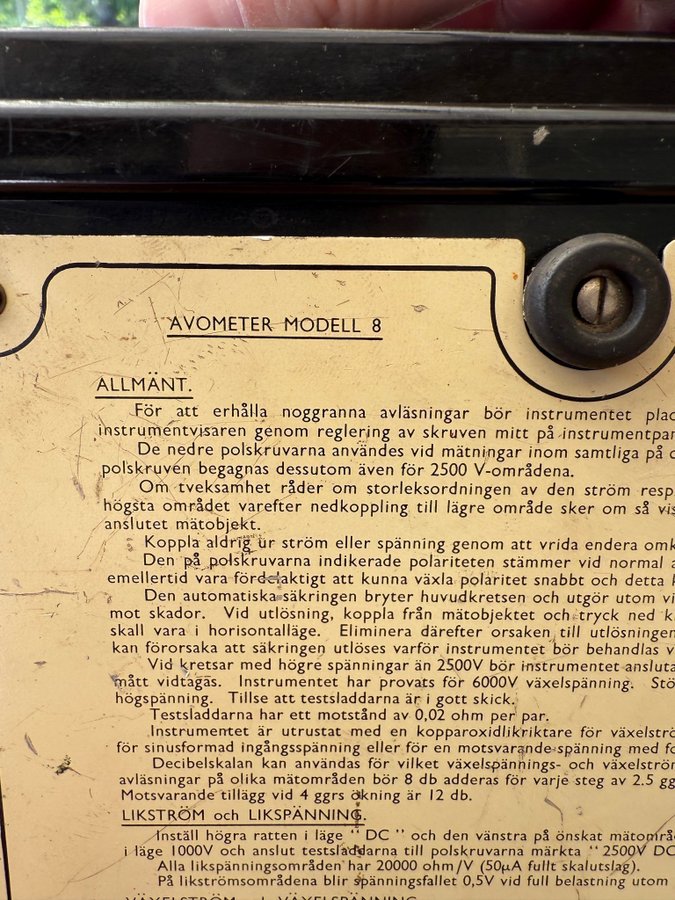 AVOMETER MODELL 8
ALLMÄNT.
För att erhålla noggranna avläsningar bör instrumentet
instrumentvisaren genom reglering av skruven mitt på
De nedre polskruvarna användes vid mätningar inom samtliga på
polskruven begagnas dessutom även för 2500 V-områdena.
Om tveksamhet råder om storleksordningen av den ström
högsta området varefter nedkoppling till lägre område sker om så
anslutet mätobjekt.
Koppla aldrig ur ström eller spänning genom att vrida endera
Den på polskruvarna indikerade polariteten stämmer vid normal
emellertid vara fördelaktigt att kunna växla polaritet snabbt och detta
Den automatiska säkringen bryter huvudkretsen och utgör utom
mot skador. Vid utlösning, koppla från mätobjektet och tryck ned
skall vara i horisontalläge. Eliminera därefter orsaken till
kan förorsaka att säkringen utlöses varför instrumentet bör behandlas
Vid kretsar med högre spänningar än 2500V bör instrumentet
mått vidtagas. Instrumentet har provats för 6000V växelspänning.
högspänning. Tillse att testsladdarna är i gott skick.
Testsladdarna har ett motstånd av 0,02 ohm per par.
Instrumentet är utrustat med en kopparoxidlikriktare för
för sinusformad ingångsspänning eller för en motsvarande spänning med
Decibelskalan kan användas för vilket växelspännings- och
avläsningar på olika mätområden bör 8 db adderas för varje steg av 2.5
Motsvarande tillägg vid 4 ggrs ökning är 12 db.
LIKSTRÖM och LIKSPÄNNING.
Inställ högra ratten i läge " DC " och den vänstra på önskat
i läge 1000V och anslut testsladdarna till polskruvarna märkta " 2500V DC
Alla likspänningsområden har 20000 ohm/V (50μA fullt skalutslag).
På likströmsområdena blir spänningsfallet 0,5V vid full belastning utom